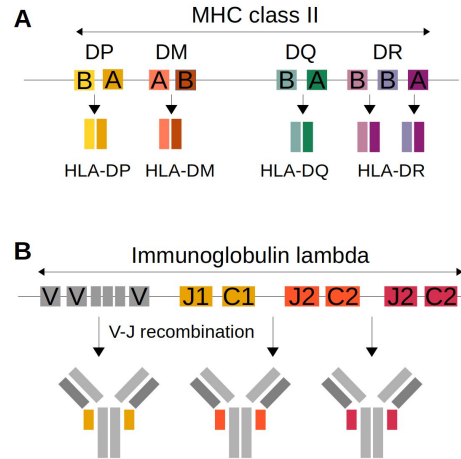 A
MHC class II
DP DM DQ DR
B A A B B A B B A
HLA-DP HLA-DM HLA-DQ HLA-DR
B
Immunoglobulin lambda
V V V J1 C1 J2 C2 J2 C2
V-J recombination